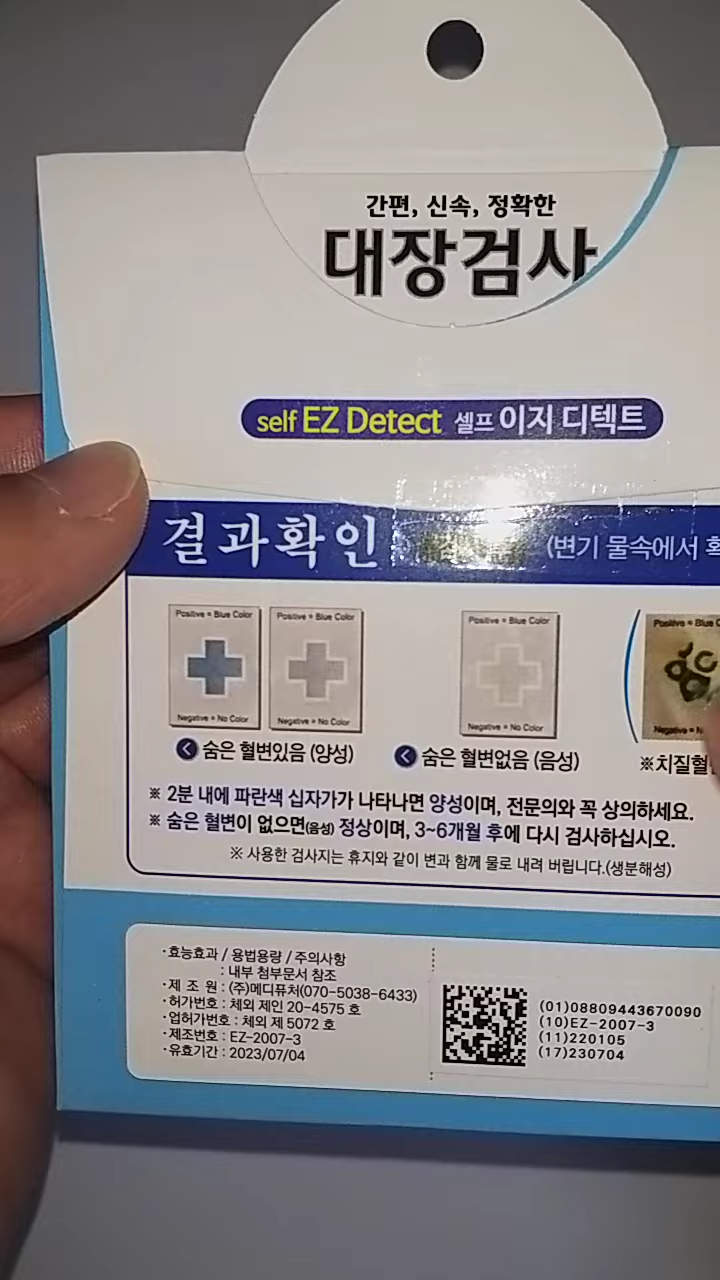 간편, 신속, 정확한
대장검사
self EZ Detect 셀프 이지 디텍트
결과확인
(변기 물속에서
Positive = Blue Color
Positive = Blue Color
Positive = Blue Color
Positive = Blue
Negative = No Color
Negative = No Color
Negative = No Color
Negative =
숨은 혈변있음 (양성)
숨은 혈변없음 (음성)
※치질혈
※ 2분 내에 파란색 십자가가 나타나면 양성이며, 전문의와 꼭 상의하세요.
※ 숨은 혈변이 없으면(음성) 정상이며, 3~6개월 후에 다시 검사하십시오.
※ 사용한 검사지는 휴지와 같이 변과 함께 물로 내려 버립니다.(생분해성)
·효능효과 / 용법용량 / 주의사항
: 내부 첨부문서 참조
·제 조 원 : (주)메디퓨처(070-5038-6433)
·허가번호 : 체외 제인 20-4575 호
·업허가번호 : 체외 제 5072 호
·제조번호 : EZ-2007-3
·유효기간 : 2023/07/04
(01)08809443670090
(10)EZ-2007-3
(11)220105
(17)230704